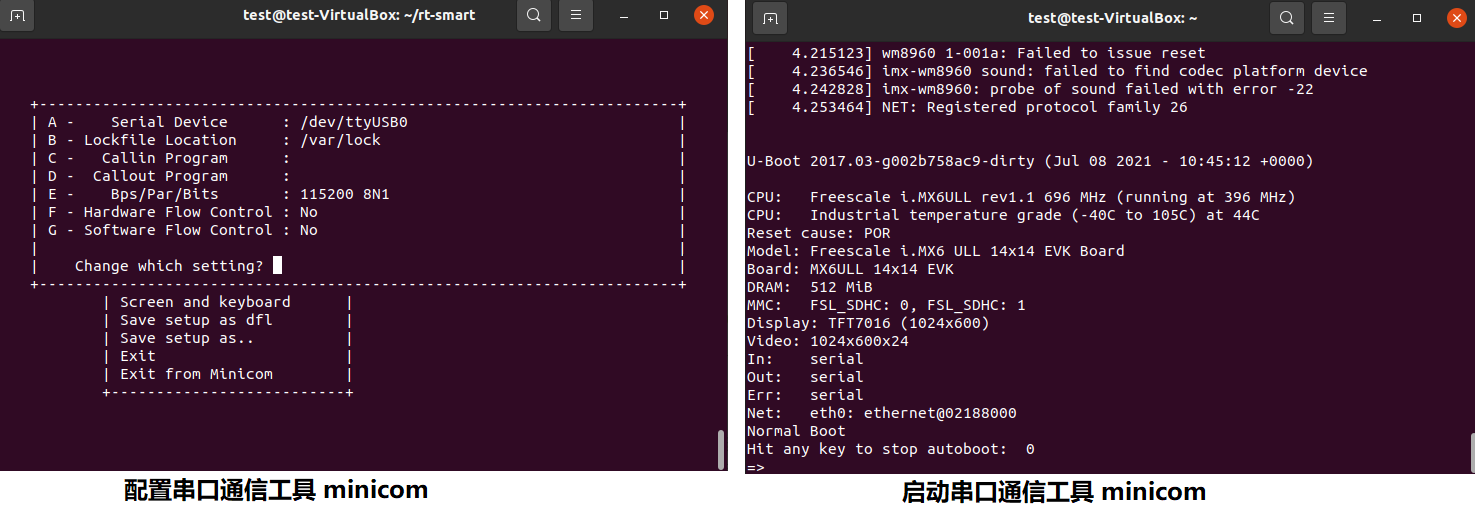 test@test-VirtualBox: ~/rt-smart
+-----------------------------------------------------------------------+
| A -    Serial Device      : /dev/ttyUSB0                              |
| B - Lockfile Location     : /var/lock                                 |
| C -   Callin Program      :                                           |
| D -  Callout Program      :                                           |
| E -    Bps/Par/Bits       : 115200 8N1                                |
| F - Hardware Flow Control : No                                        |
| G - Software Flow Control : No                                        |
|                                                                       |
|    Change which setting?                                              |
+-----------------------------------------------------------------------+
| Screen and keyboard      |
| Save setup as dfl        |
| Save setup as..          |
| Exit                     |
| Exit from Minicom        |
+--------------------------+
配置串口通信工具 minicom
test@test-VirtualBox: ~
[    4.215123] wm8960 1-001a: Failed to issue reset
[    4.236546] imx-wm8960 sound: failed to find codec platform device
[    4.242828] imx-wm8960: probe of sound failed with error -22
[    4.253464] NET: Registered protocol family 26
U-Boot 2017.03-g002b758ac9-dirty (Jul 08 2021 - 10:45:12 +0000)
CPU:   Freescale i.MX6ULL rev1.1 696 MHz (running at 396 MHz)
CPU:   Industrial temperature grade (-40C to 105C) at 44C
Reset cause: POR
Model: Freescale i.MX6 ULL 14x14 EVK Board
Board: MX6ULL 14x14 EVK
DRAM:  512 MiB
MMC:   FSL_SDHC: 0, FSL_SDHC: 1
Display: TFT7016 (1024x600)
Video: 1024x600x24
In:    serial
Out:   serial
Err:   serial
Net:   eth0: ethernet@02188000
Normal Boot
Hit any key to stop autoboot:  0
=>
启动串口通信工具 minicom